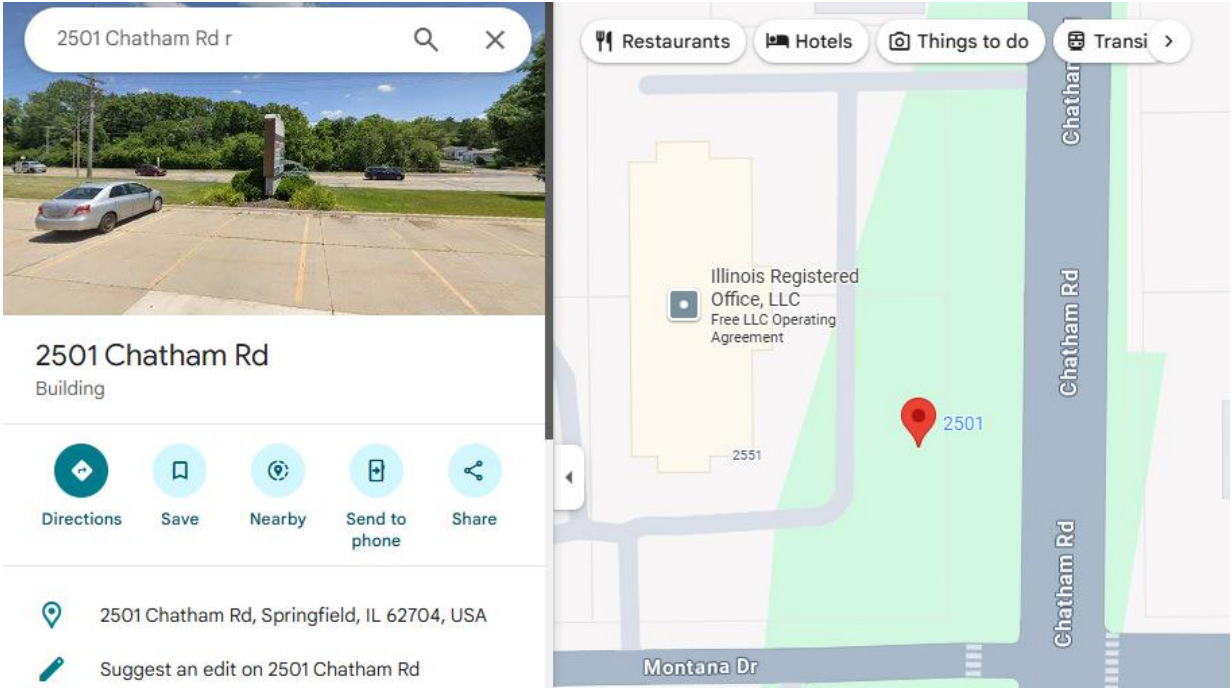 2501 Chatham Rd r
2501 Chatham Rd
Building
Directions
Save
Nearby
Send to
phone
Share
2501 Chatham Rd, Springfield, IL 62704, USA
Suggest an edit on 2501 Chatham Rd
Restaurants
Hotels
Things to do
Transi
Chatham Rd
Illinois Registered
Office, LLC
Free LLC Operating
Agreement
Chatham Rd
2501
2551
Chatham Rd
Montana Dr